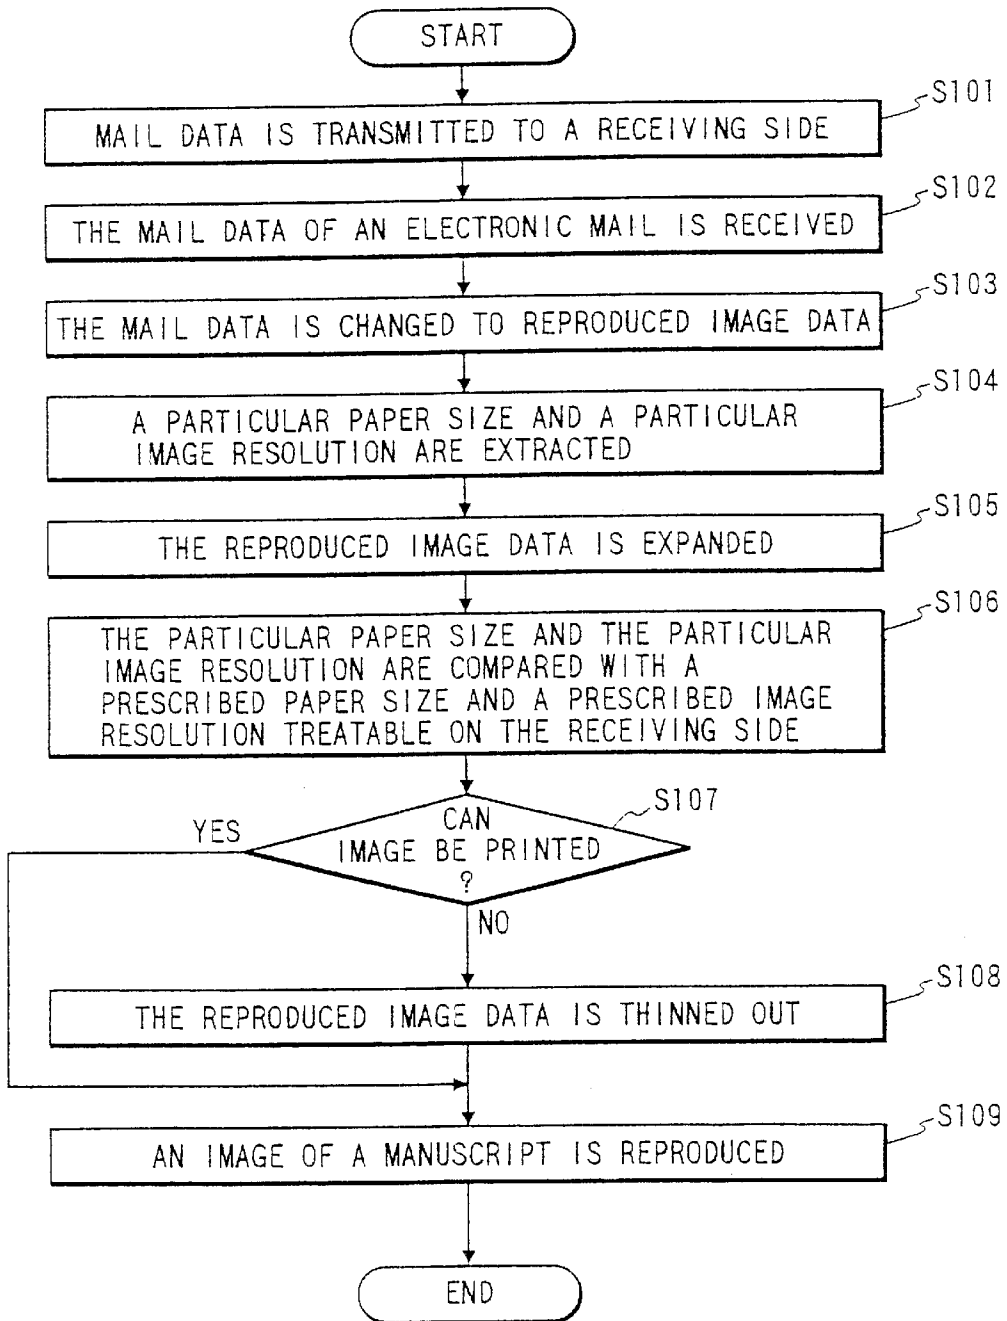 START
S101
MAIL DATA IS TRANSMITTED TO A RECEIVING SIDE
S102
THE MAIL DATA OF AN ELECTRONIC MAIL IS RECEIVED
S103
THE MAIL DATA IS CHANGED TO REPRODUCED IMAGE DATA
S104
A PARTICULAR PAPER SIZE AND A PARTICULAR
IMAGE RESOLUTION ARE EXTRACTED
S105
THE REPRODUCED IMAGE DATA IS EXPANDED
S106
THE PARTICULAR PAPER SIZE AND THE PARTICULAR
IMAGE RESOLUTION ARE COMPARED WITH A
PRESCRIBED PAPER SIZE AND A PRESCRIBED IMAGE
RESOLUTION TREATABLE ON THE RECEIVING SIDE
S107
CAN
IMAGE BE PRINTED
?
YES
NO
S108
THE REPRODUCED IMAGE DATA IS THINNED OUT
S109
AN IMAGE OF A MANUSCRIPT IS REPRODUCED
END